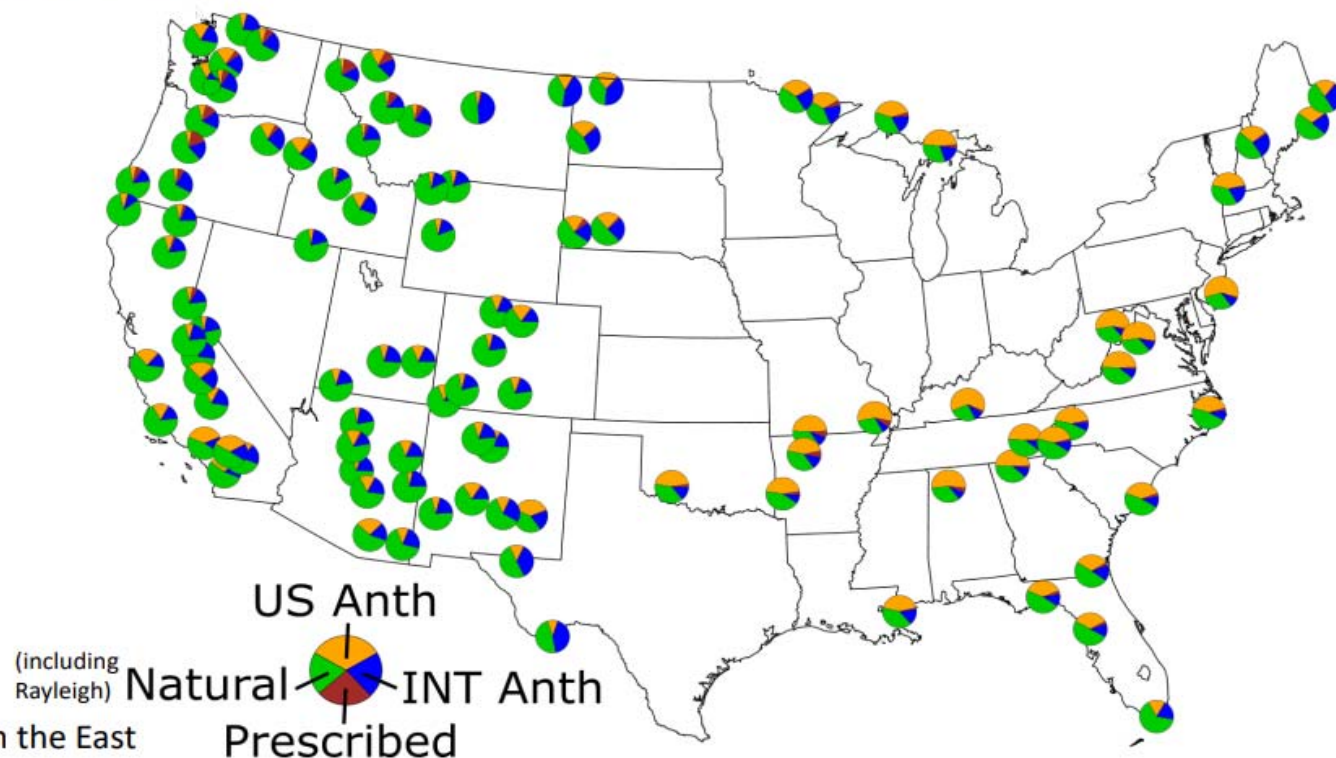 US Anth
(including
Rayleigh)
Natural
INT Anth
Prescribed
n the East